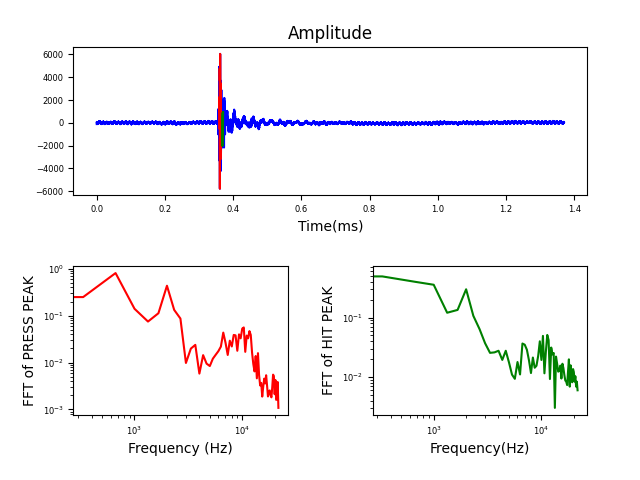 Amplitude
6000
4000
2000
0
−2000
−4000
−6000
0.0 0.2 0.4 0.6 0.8 1.0 1.2 1.4
Time(ms)
FFT of PRESS PEAK
10⁰
10⁻¹
10⁻²
10⁻³
10³ 10⁴
Frequency (Hz)
FFT of HIT PEAK
10⁻¹
10⁻²
10³ 10⁴
Frequency(Hz)